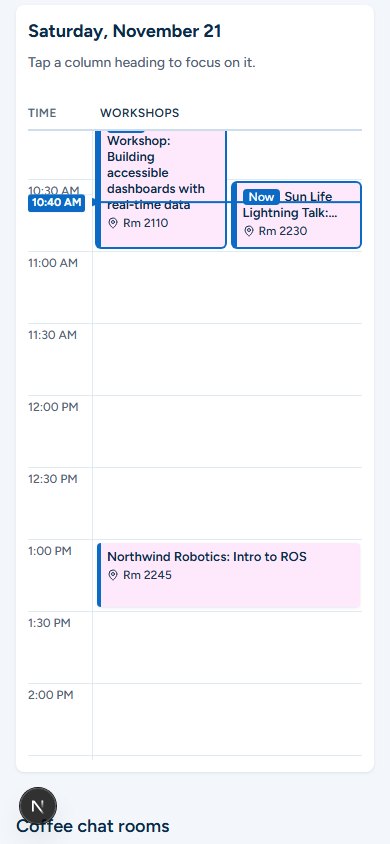 Saturday, November 21
Tap a column heading to focus on it.
TIME
WORKSHOPS
Workshop:
Building
accessible
dashboards with
real-time data
Rm 2110
10:30 AM
10:40 AM
Now Sun Life
Lightning Talk:...
Rm 2230
11:00 AM
11:30 AM
12:00 PM
12:30 PM
1:00 PM
Northwind Robotics: Intro to ROS
Rm 2245
1:30 PM
2:00 PM
N
Coffee chat rooms